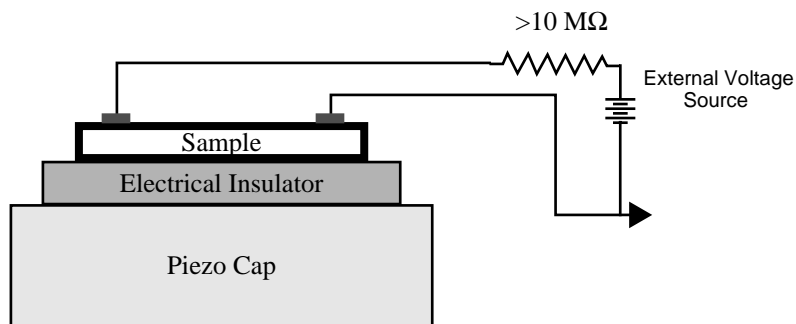 >10 MΩ
External Voltage
Source
Sample
Electrical Insulator
Piezo Cap